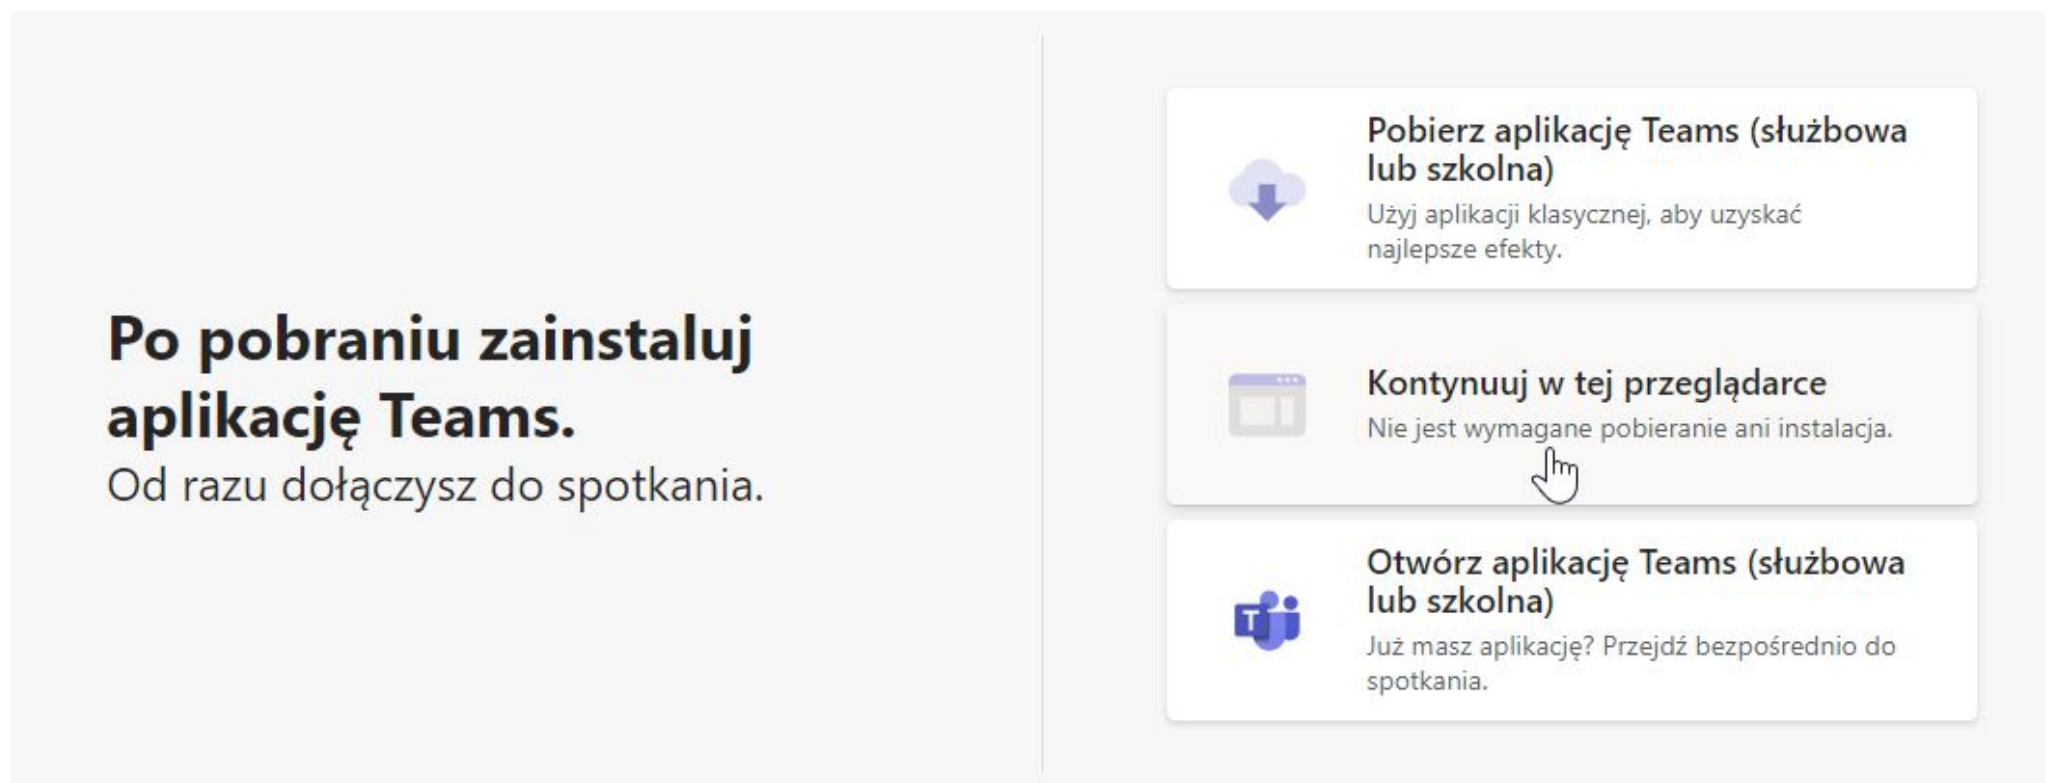 Po pobraniu zainstaluj
aplikację Teams.
Od razu dołączysz do spotkania.
Pobierz aplikację Teams (służbowa
lub szkolna)
Użyj aplikacji klasycznej, aby uzyskać
najlepsze efekty.
Kontynuuj w tej przeglądarce
Nie jest wymagane pobieranie ani instalacja.
T
Otwórz aplikację Teams (służbowa
lub szkolna)
Już masz aplikację? Przejdź bezpośrednio do
spotkania.